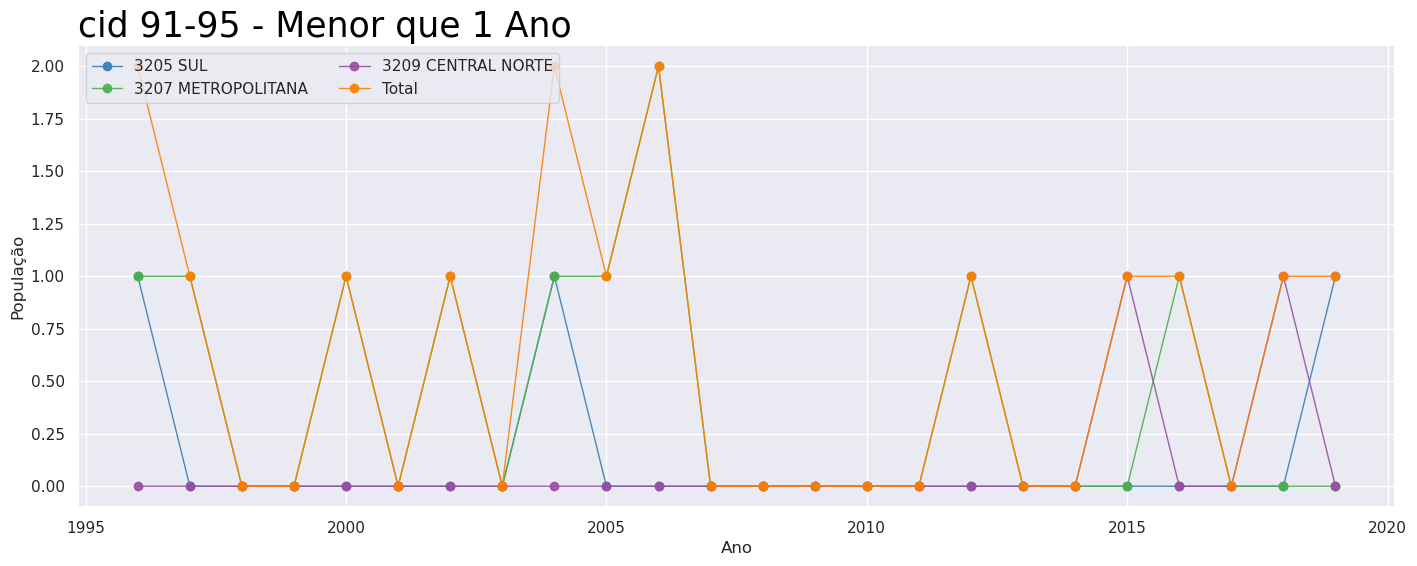 cid 91-95 - Menor que 1 Ano
3205 SUL
3207 METROPOLITANA
3209 CENTRAL NORTE
Total
População
2.00
1.75
1.50
1.25
1.00
0.75
0.50
0.25
0.00
1995 2000 2005 2010 2015 2020
Ano